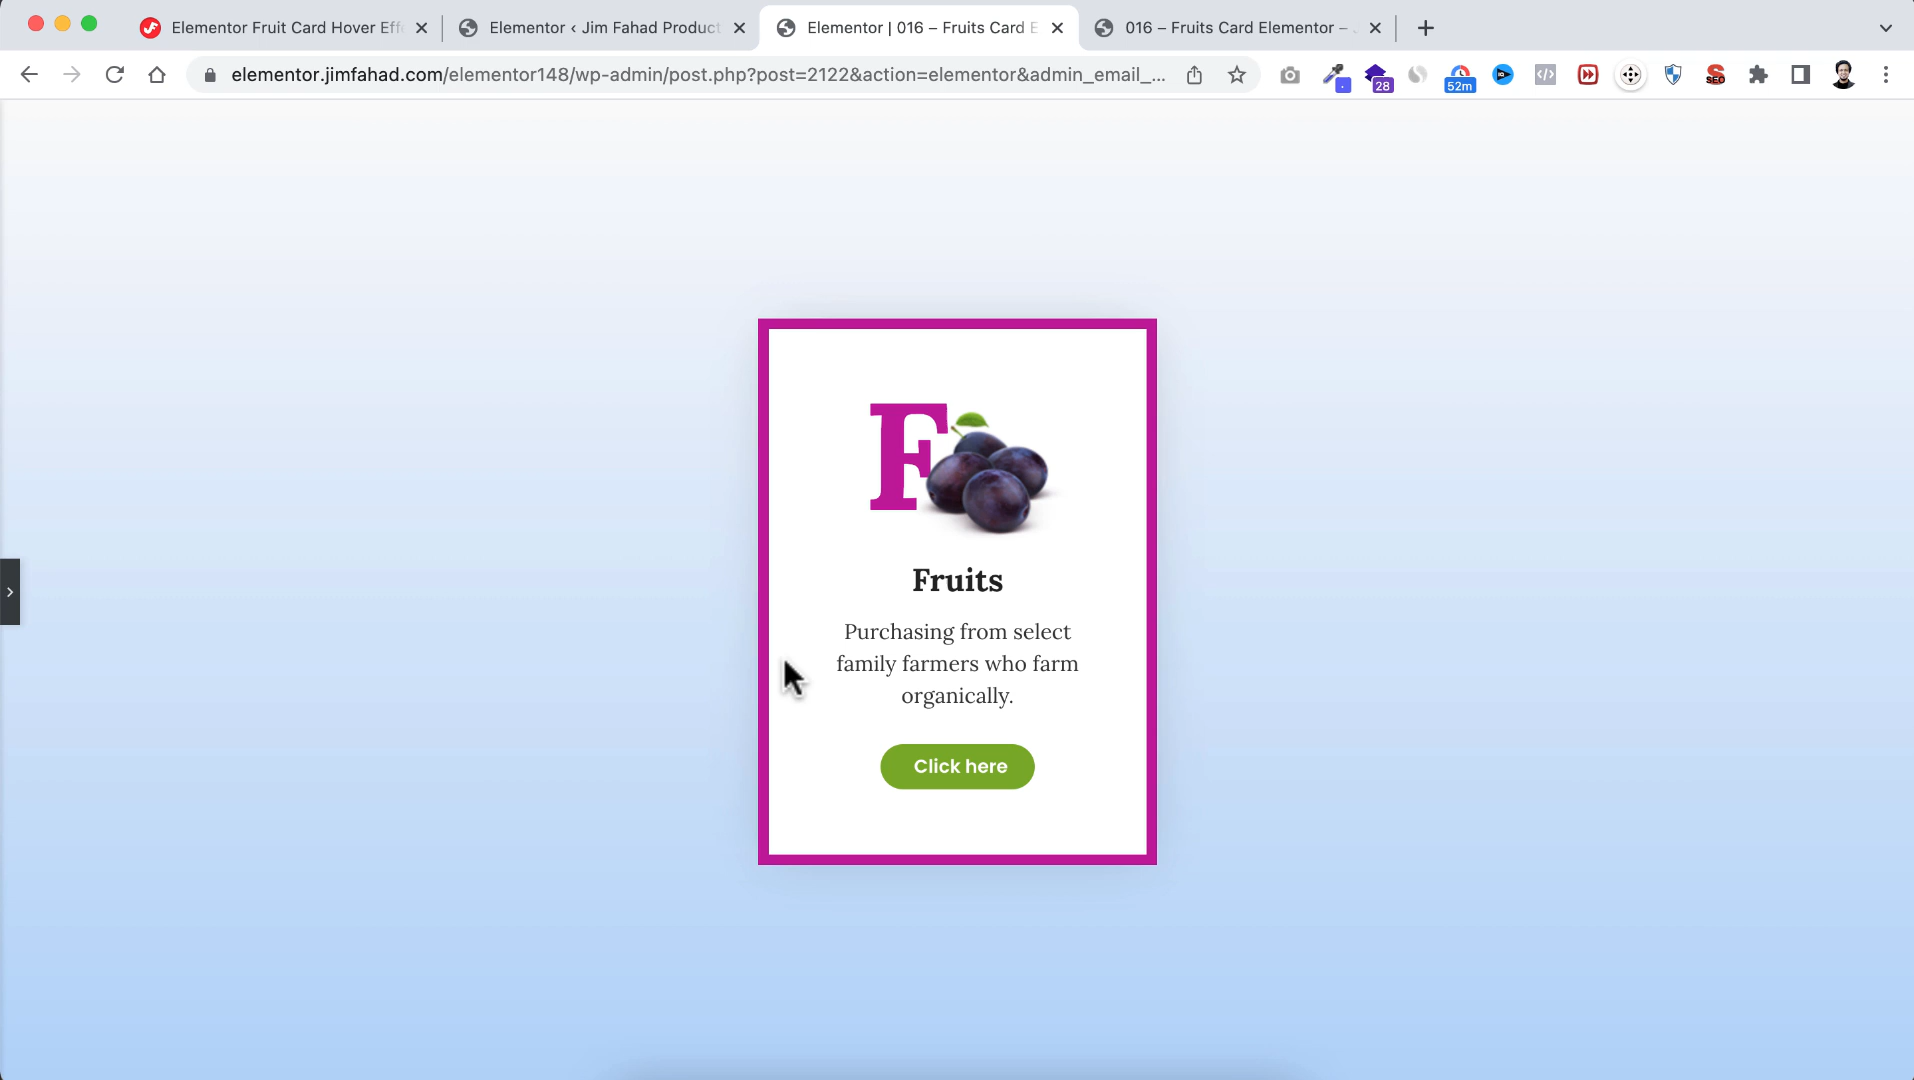 Elementor Fruit Card Hover Eff
Elementor ‹ Jim Fahad Product
Elementor | 016 – Fruits Card E
016 – Fruits Card Elementor –
elementor.jimfahad.com/elementor148/wp-admin/post.php?post=2122&action=elementor&admin_email_...
28
52m
SEO
F
Fruits
Purchasing from select
family farmers who farm
organically.
Click here